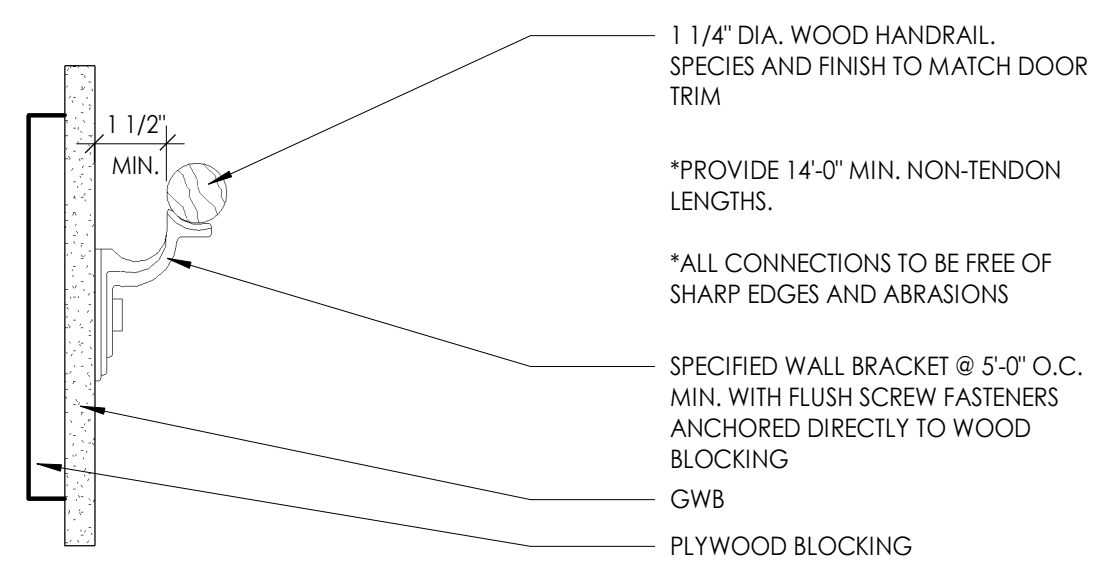 1 1/4" DIA. WOOD HANDRAIL.
SPECIES AND FINISH TO MATCH DOOR
TRIM
1 1/2"
MIN.
*PROVIDE 14'-0" MIN. NON-TENDON
LENGTHS.
*ALL CONNECTIONS TO BE FREE OF
SHARP EDGES AND ABRASIONS
SPECIFIED WALL BRACKET @ 5'-0" O.C.
MIN. WITH FLUSH SCREW FASTENERS
ANCHORED DIRECTLY TO WOOD
BLOCKING
GWB
PLYWOOD BLOCKING